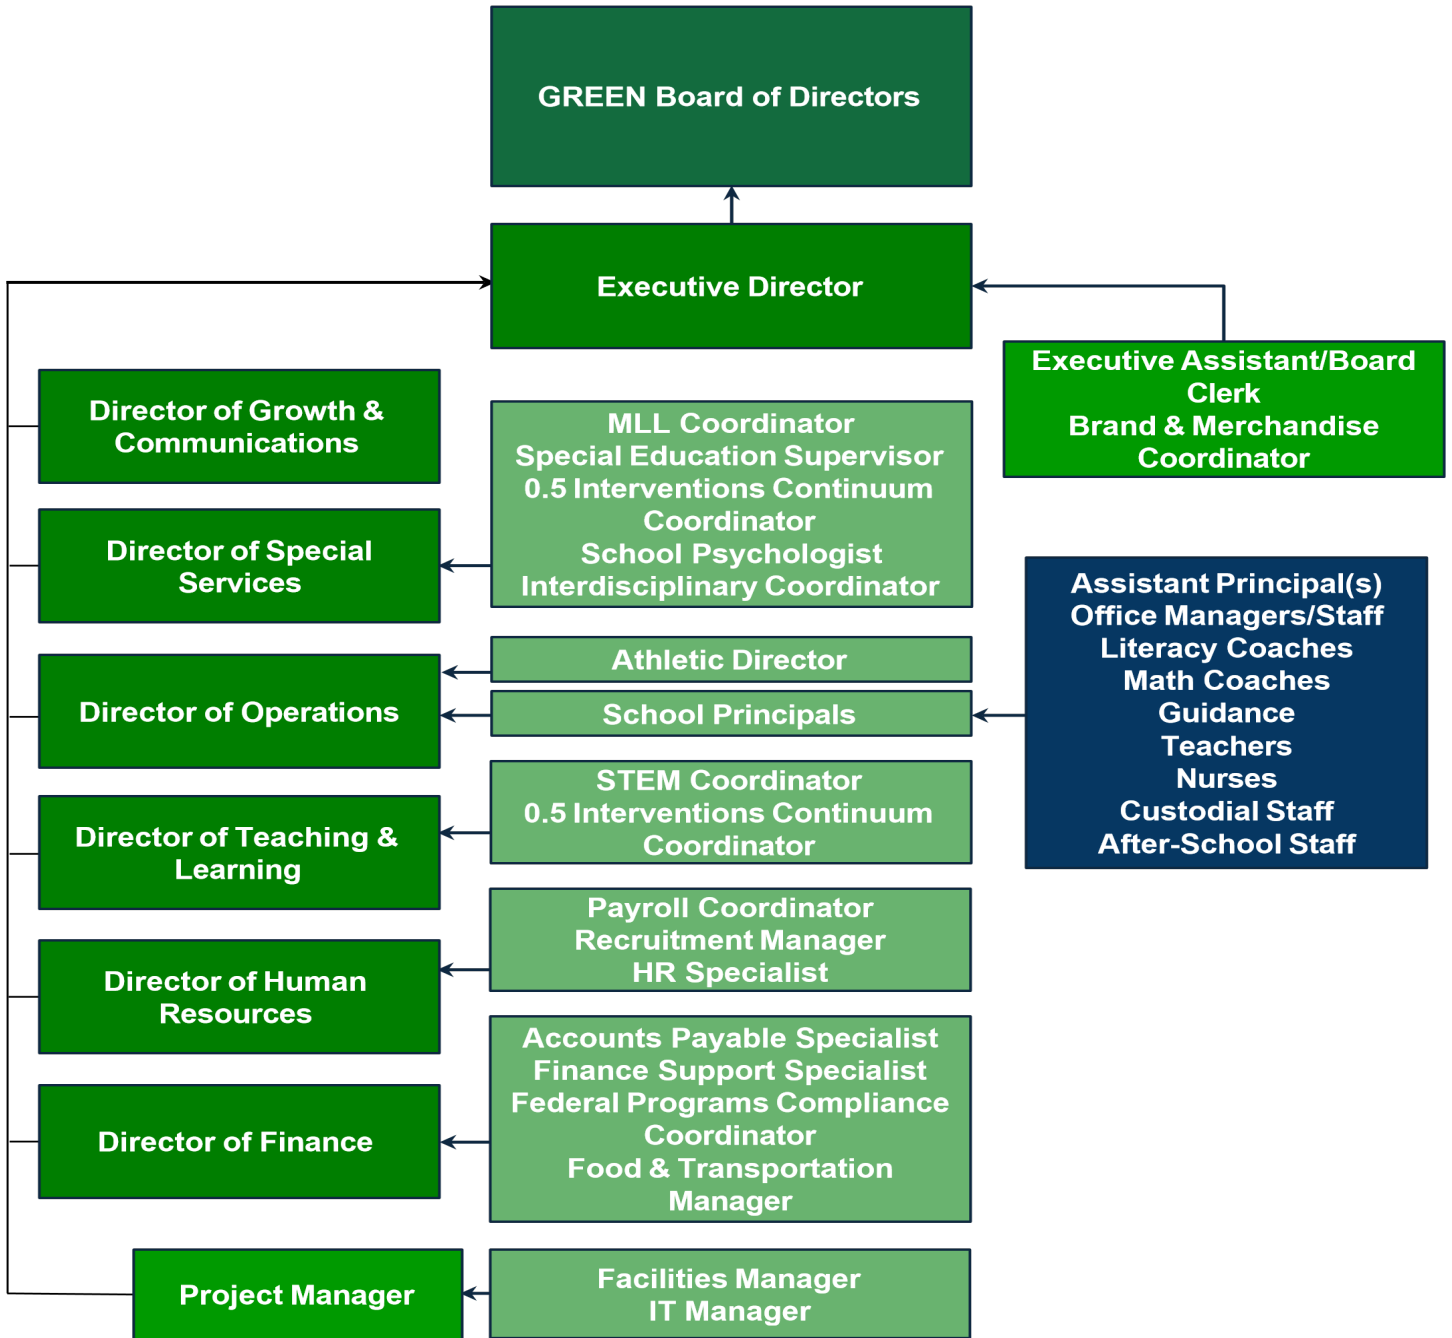 GREEN Board of Directors
Executive Director
Executive Assistant/Board
Clerk
Brand & Merchandise
Coordinator
Director of Growth &
Communications
MLL Coordinator
Special Education Supervisor
0.5 Interventions Continuum
Coordinator
School Psychologist
Interdisciplinary Coordinator
Director of Special
Services
Assistant Principal(s)
Office Managers/Staff
Literacy Coaches
Math Coaches
Guidance
Teachers
Nurses
Custodial Staff
After-School Staff
Athletic Director
School Principals
Director of Operations
STEM Coordinator
0.5 Interventions Continuum
Coordinator
Director of Teaching &
Learning
Payroll Coordinator
Recruitment Manager
HR Specialist
Director of Human
Resources
Accounts Payable Specialist
Finance Support Specialist
Federal Programs Compliance
Coordinator
Food & Transportation
Manager
Director of Finance
Project Manager
Facilities Manager
IT Manager